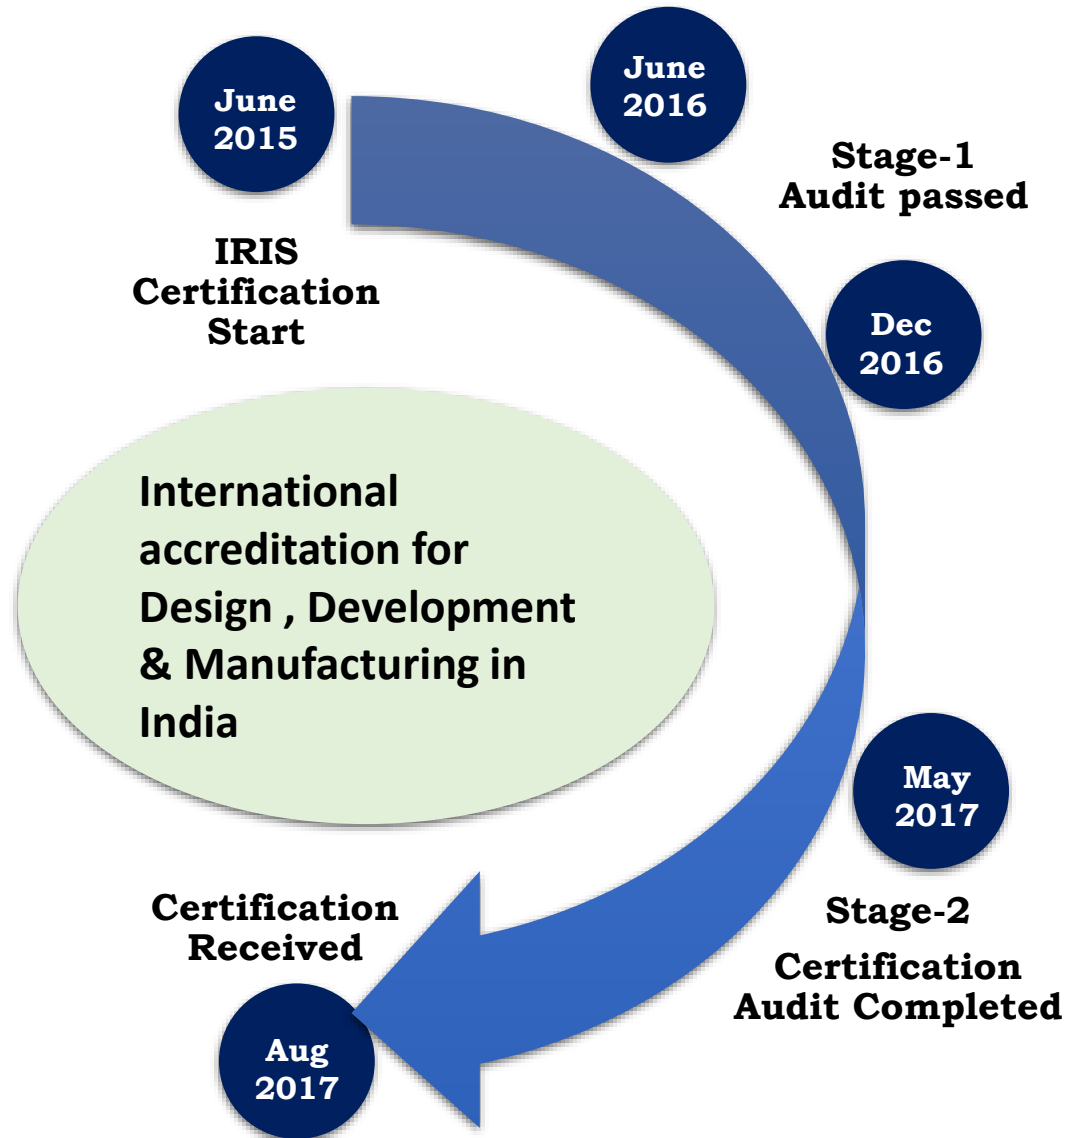 June
2015
IRIS
Certification
Start
June
2016
Stage-1
Audit passed
Dec
2016
International
accreditation for
Design , Development
& Manufacturing in
India
May
2017
Stage-2
Certification
Audit Completed
Certification
Received
Aug
2017